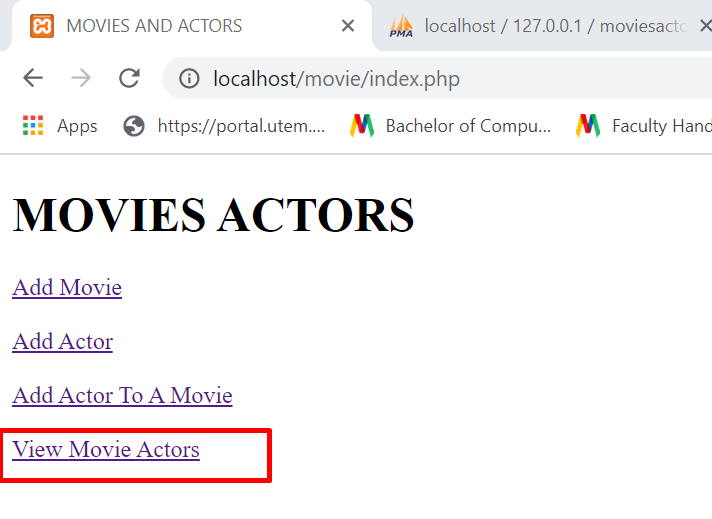 MOVIES AND ACTORS
localhost / 127.0.0.1 / moviesacto
localhost/movie/index.php
Apps
https://portal.utem....
Bachelor of Compu...
Faculty Hand
MOVIES ACTORS
Add Movie
Add Actor
Add Actor To A Movie
View Movie Actors